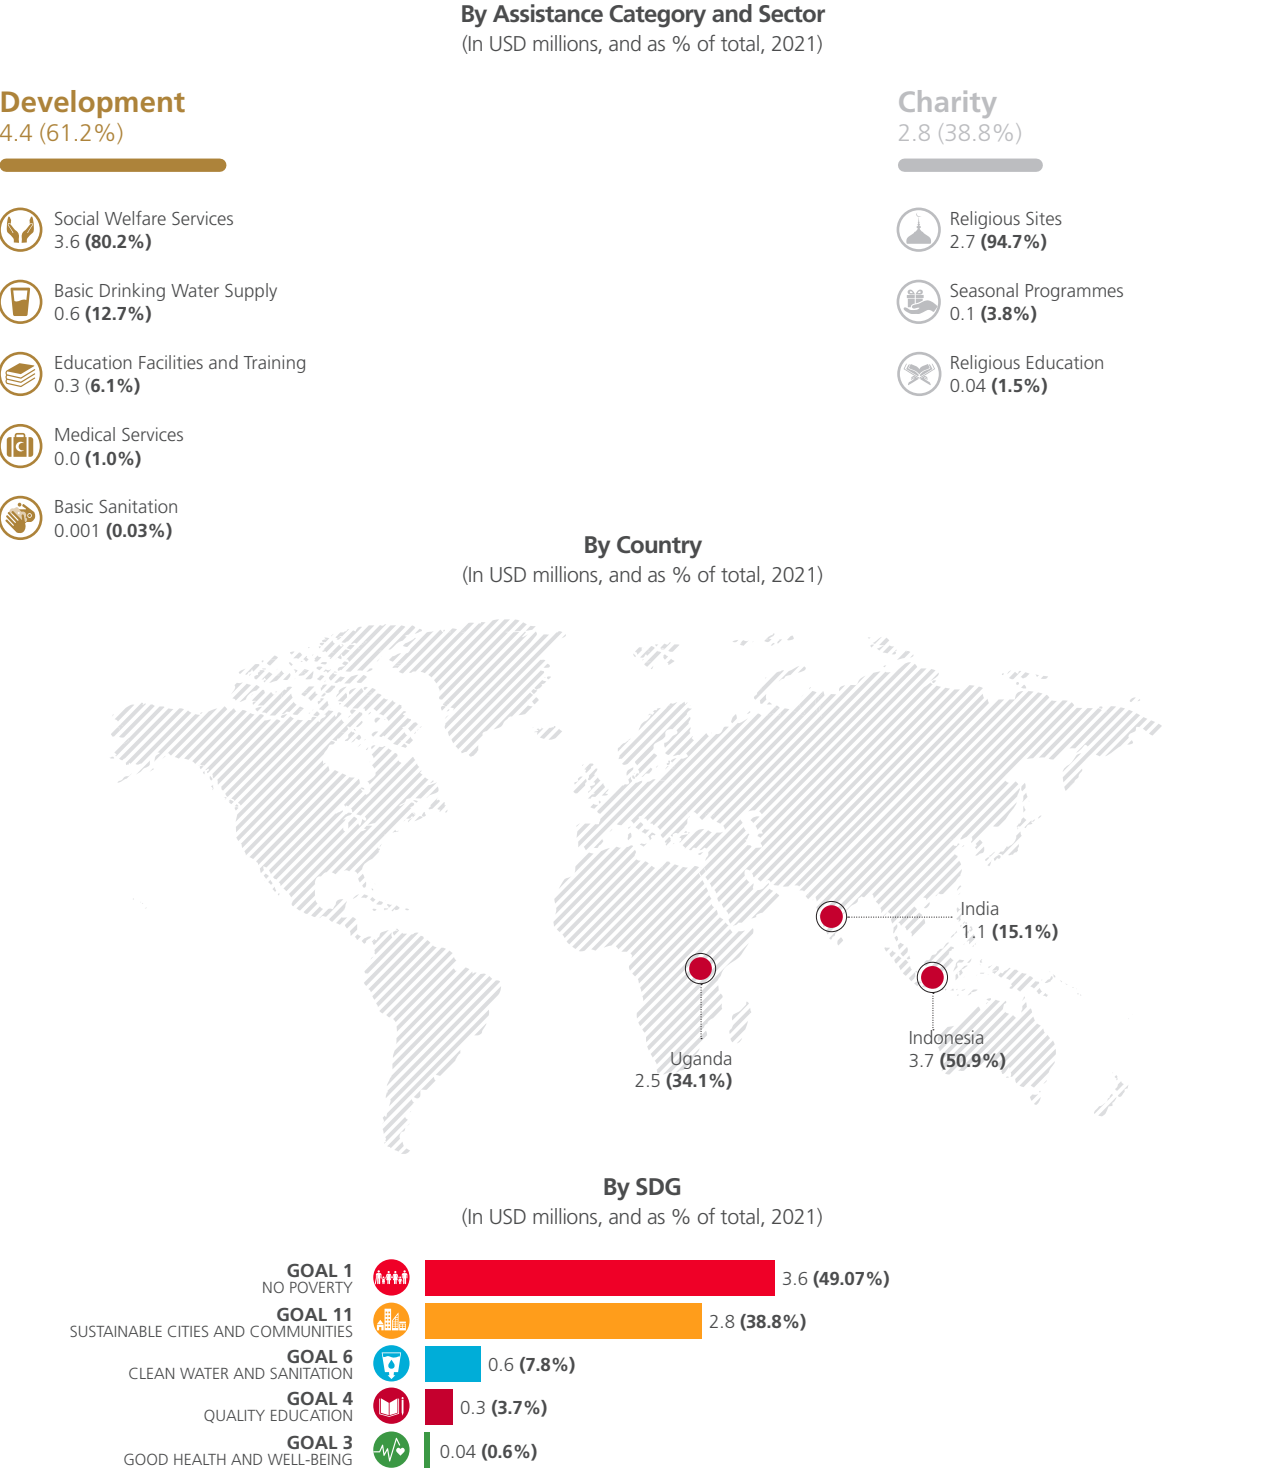 By Assistance Category and Sector
(In USD millions, and as % of total, 2021)
Development
4.4 (61.2%)
Social Welfare Services
3.6 (80.2%)
Basic Drinking Water Supply
0.6 (12.7%)
Education Facilities and Training
0.3 (6.1%)
Medical Services
0.0 (1.0%)
Basic Sanitation
0.001 (0.03%)
Charity
2.8 (38.8%)
Religious Sites
2.7 (94.7%)
Seasonal Programmes
0.1 (3.8%)
Religious Education
0.04 (1.5%)
By Country
(In USD millions, and as % of total, 2021)
India
1.1 (15.1%)
Indonesia
3.7 (50.9%)
Uganda
2.5 (34.1%)
By SDG
(In USD millions, and as % of total, 2021)
GOAL 1
NO POVERTY
3.6 (49.07%)
GOAL 11
SUSTAINABLE CITIES AND COMMUNITIES
2.8 (38.8%)
GOAL 6
CLEAN WATER AND SANITATION
0.6 (7.8%)
GOAL 4
QUALITY EDUCATION
0.3 (3.7%)
GOAL 3
GOOD HEALTH AND WELL-BEING
0.04 (0.6%)